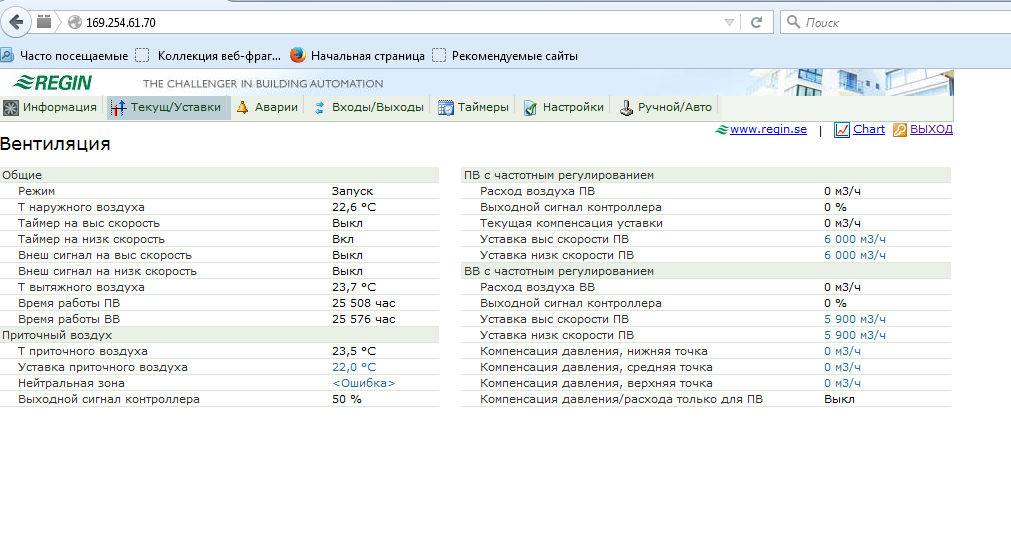 169.254.61.70
Поиск
Часто посещаемые Коллекция веб-фраг... Начальная страница Рекомендуемые сайты
REGIN THE CHALLENGER IN BUILDING AUTOMATION
Информация Текущ/Уставки Аварии Входы/Выходы Таймеры Настройки Ручной/Авто
www.regin.se | Chart ВЫХОД
Вентиляция
Общие
Режим Запуск
Т наружного воздуха 22,6 °C
Таймер на выс скорость Выкл
Таймер на низк скорость Вкл
Внеш сигнал на выс скорость Выкл
Внеш сигнал на низк скорость Выкл
Т вытяжного воздуха 23,7 °C
Время работы ПВ 25 508 час
Время работы ВВ 25 576 час
Приточный воздух
Т приточного воздуха 23,5 °C
Уставка приточного воздуха 22,0 °C
Нейтральная зона <Ошибка>
Выходной сигнал контроллера 50 %
ПВ с частотным регулированием
Расход воздуха ПВ 0 м3/ч
Выходной сигнал контроллера 0 %
Текущая компенсация уставки 0 м3/ч
Уставка выс скорости ПВ 6 000 м3/ч
Уставка низк скорости ПВ 6 000 м3/ч
ВВ с частотным регулированием
Расход воздуха ВВ 0 м3/ч
Выходной сигнал контроллера 0 %
Уставка выс скорости ПВ 5 900 м3/ч
Уставка низк скорости ПВ 5 900 м3/ч
Компенсация давления, нижняя точка 0 м3/ч
Компенсация давления, средняя точка 0 м3/ч
Компенсация давления, верхняя точка 0 м3/ч
Компенсация давления/расхода только для ПВ Выкл